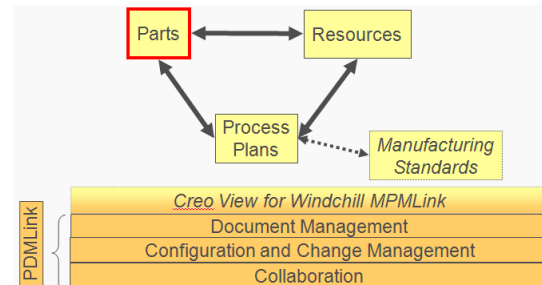 Parts
Resources
Process
Plans
Manufacturing
Standards
Creo View for Windchill MPMLink
Document Management
Configuration and Change Management
Collaboration
PDMLink